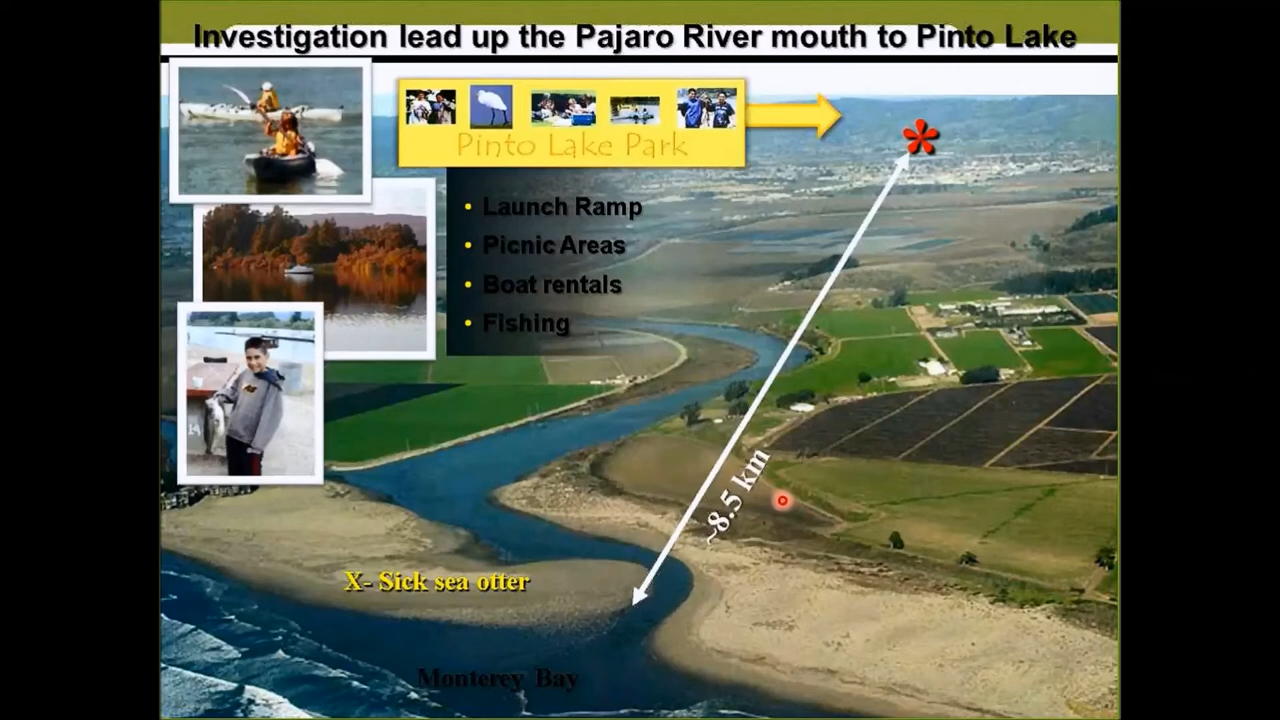 Investigation lead up the Pajaro River mouth to Pinto Lake
Pinto Lake Park
• Launch Ramp
• Picnic Areas
• Boat rentals
• Fishing
14
~8.5 km
X- Sick sea otter
Monterey Bay